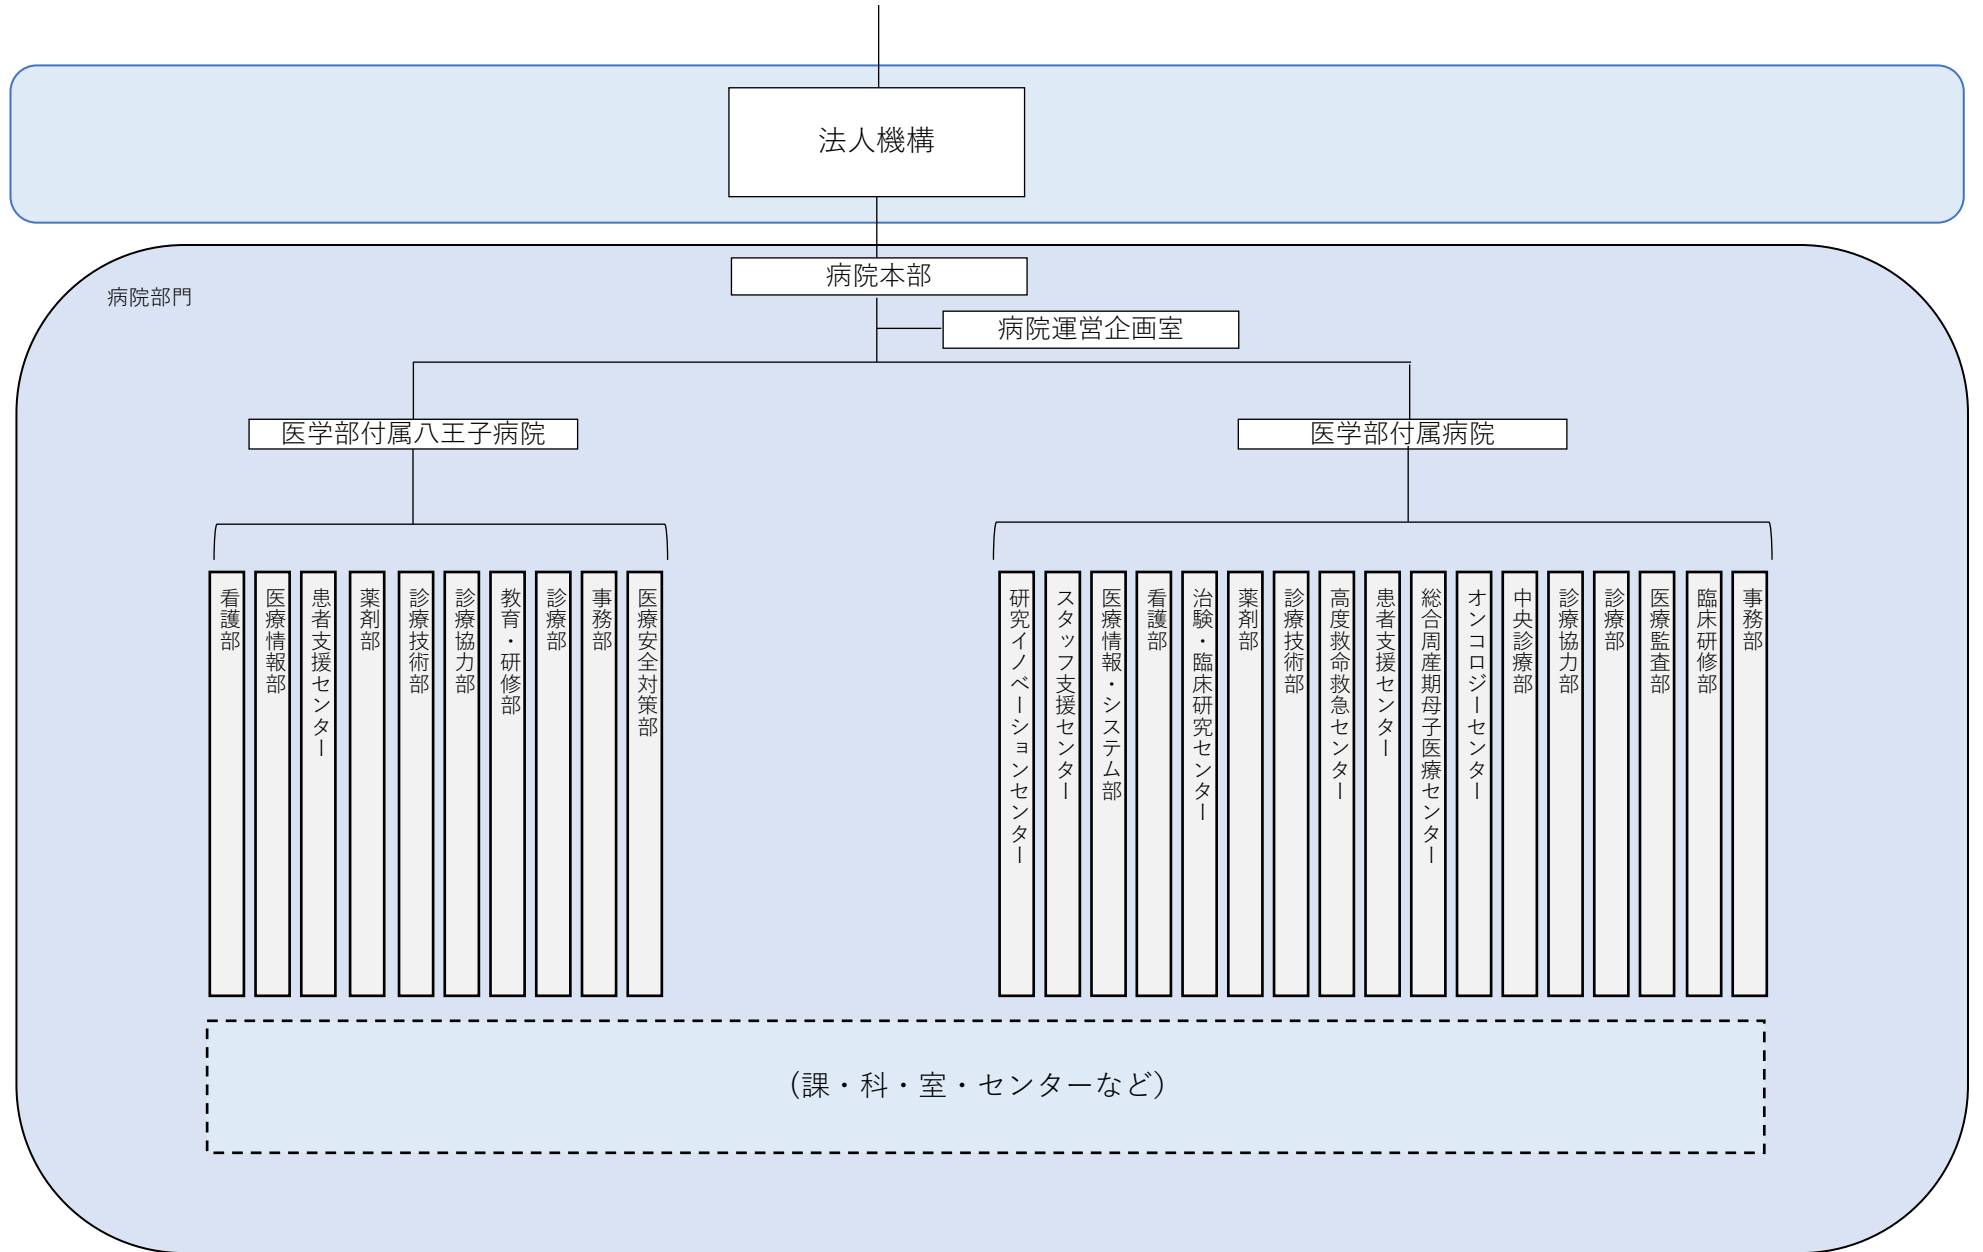 法人機構
病院部門
病院本部
病院運営企画室
医学部付属八王子病院
医学部付属病院
看護部
医療情報部
患者支援センター
薬剤部
診療技術部
診療協力部
教育・研修部
診療部
事務部
医療安全対策部
研究イノベーションセンター
スタッフ支援センター
医療情報・システム部
看護部
治験・臨床研究センター
薬剤部
診療技術部
高度救命救急センター
患者支援センター
総合周産期母子医療センター
オンコロジーセンター
中央診療部
診療協力部
診療部
医療監査部
臨床研修部
事務部
（課・科・室・センターなど）